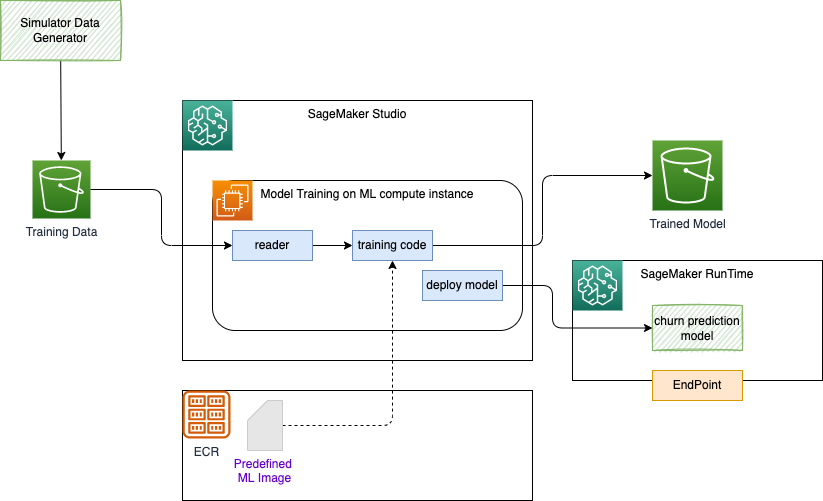 Simulator Data
Generator
SageMaker Studio
Model Training on ML compute instance
Training Data
reader
training code
deploy model
Trained Model
SageMaker RunTime
churn prediction
model
EndPoint
ECR
Predefined
ML Image